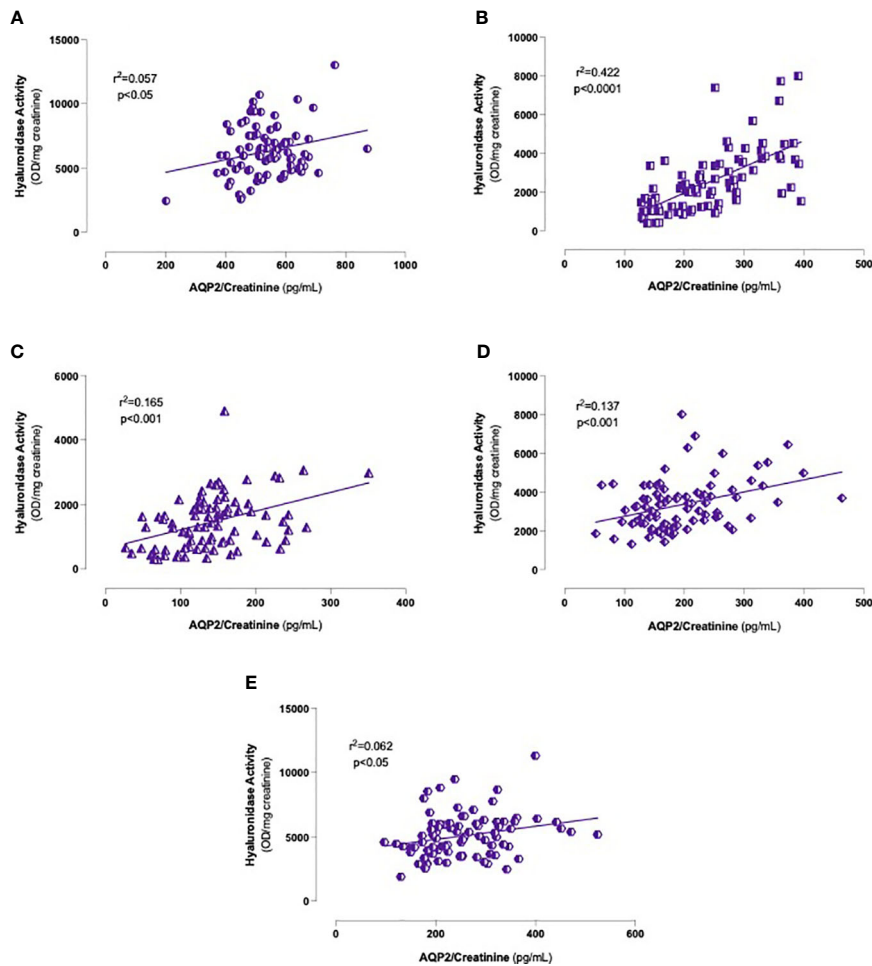 A
Hyaluronidase Activity
(OD/mg creatinine)
15000
10000
5000
0
r²=0.057
p<0.05
0 200 400 600 800 1000
AQP2/Creatinine (pg/mL)
B
Hyaluronidase Activity
(OD/mg creatinine)
10000
8000
6000
4000
2000
0
r²=0.422
p<0.0001
0 100 200 300 400 500
AQP2/Creatinine (pg/mL)
C
Hyaluronidase Activity
(OD/mg creatinine)
6000
4000
2000
0
r²=0.165
p<0.001
0 100 200 300 400
AQP2/Creatinine (pg/mL)
D
Hyaluronidase Activity
(OD/mg creatinine)
10000
8000
6000
4000
2000
0
r²=0.137
p<0.001
0 100 200 300 400 500
AQP2/Creatinine (pg/mL)
E
Hyaluronidase Activity
(OD/mg creatinine)
15000
10000
5000
0
r²=0.062
p<0.05
0 200 400 600
AQP2/Creatinine (pg/mL)